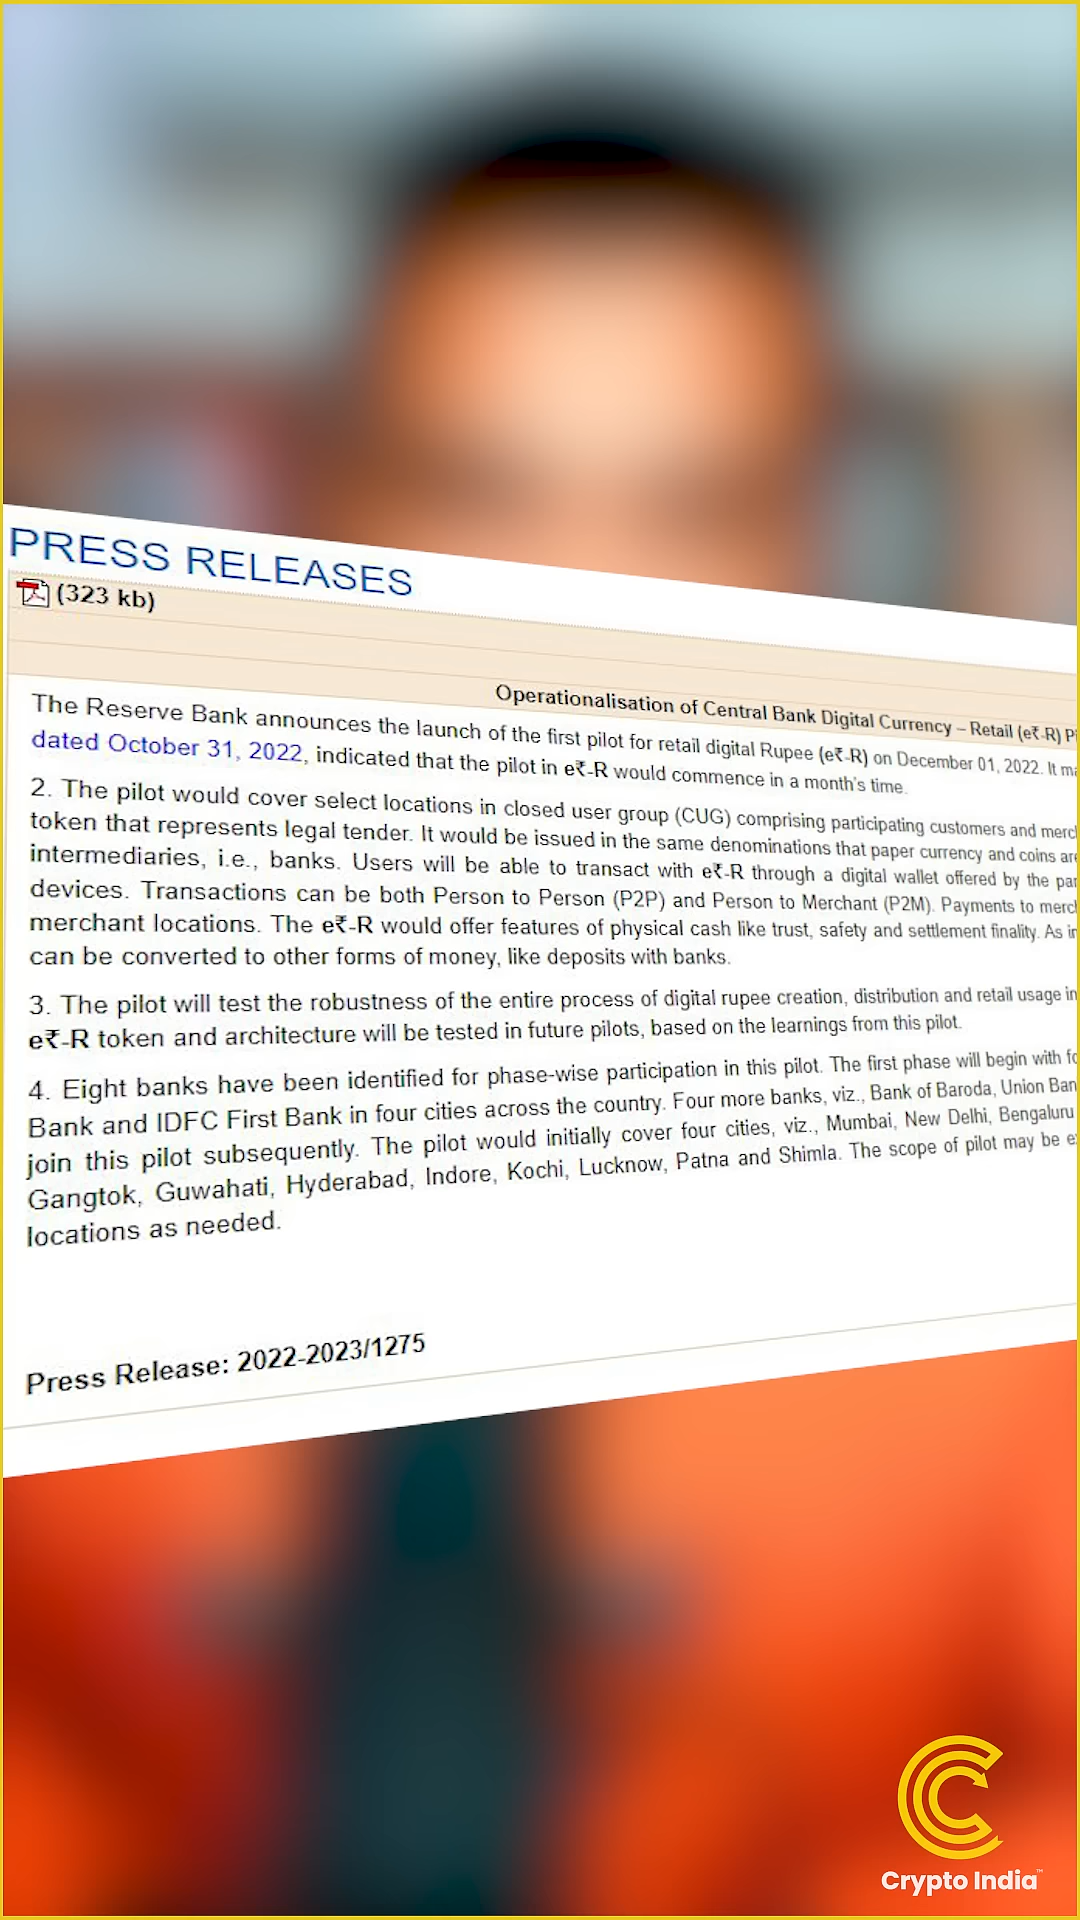 PRESS RELEASES
(323 kb)
Operationalisation of Central Bank Digital Currency – Retail (e₹-R)
The Reserve Bank announces the launch of the first pilot for retail digital Rupee (e₹-R) on December 01, 2022. It
dated October 31, 2022, indicated that the pilot in e₹-R would commence in a month's time.
2. The pilot would cover select locations in closed user group (CUG) comprising participating customers and
token that represents legal tender. It would be issued in the same denominations that paper currency and coins
intermediaries, i.e., banks. Users will be able to transact with e₹-R through a digital wallet offered by the
devices. Transactions can be both Person to Person (P2P) and Person to Merchant (P2M). Payments to
merchant locations. The e₹-R would offer features of physical cash like trust, safety and settlement finality. As
can be converted to other forms of money, like deposits with banks.
3. The pilot will test the robustness of the entire process of digital rupee creation, distribution and retail usage in
e₹-R token and architecture will be tested in future pilots, based on the learnings from this pilot.
4. Eight banks have been identified for phase-wise participation in this pilot. The first phase will begin with
Bank and IDFC First Bank in four cities across the country. Four more banks, viz., Bank of Baroda, Union
join this pilot subsequently. The pilot would initially cover four cities, viz., Mumbai, New Delhi, Bengaluru
Gangtok, Guwahati, Hyderabad, Indore, Kochi, Lucknow, Patna and Shimla. The scope of pilot may be
locations as needed.
Press Release: 2022-2023/1275
Crypto India™